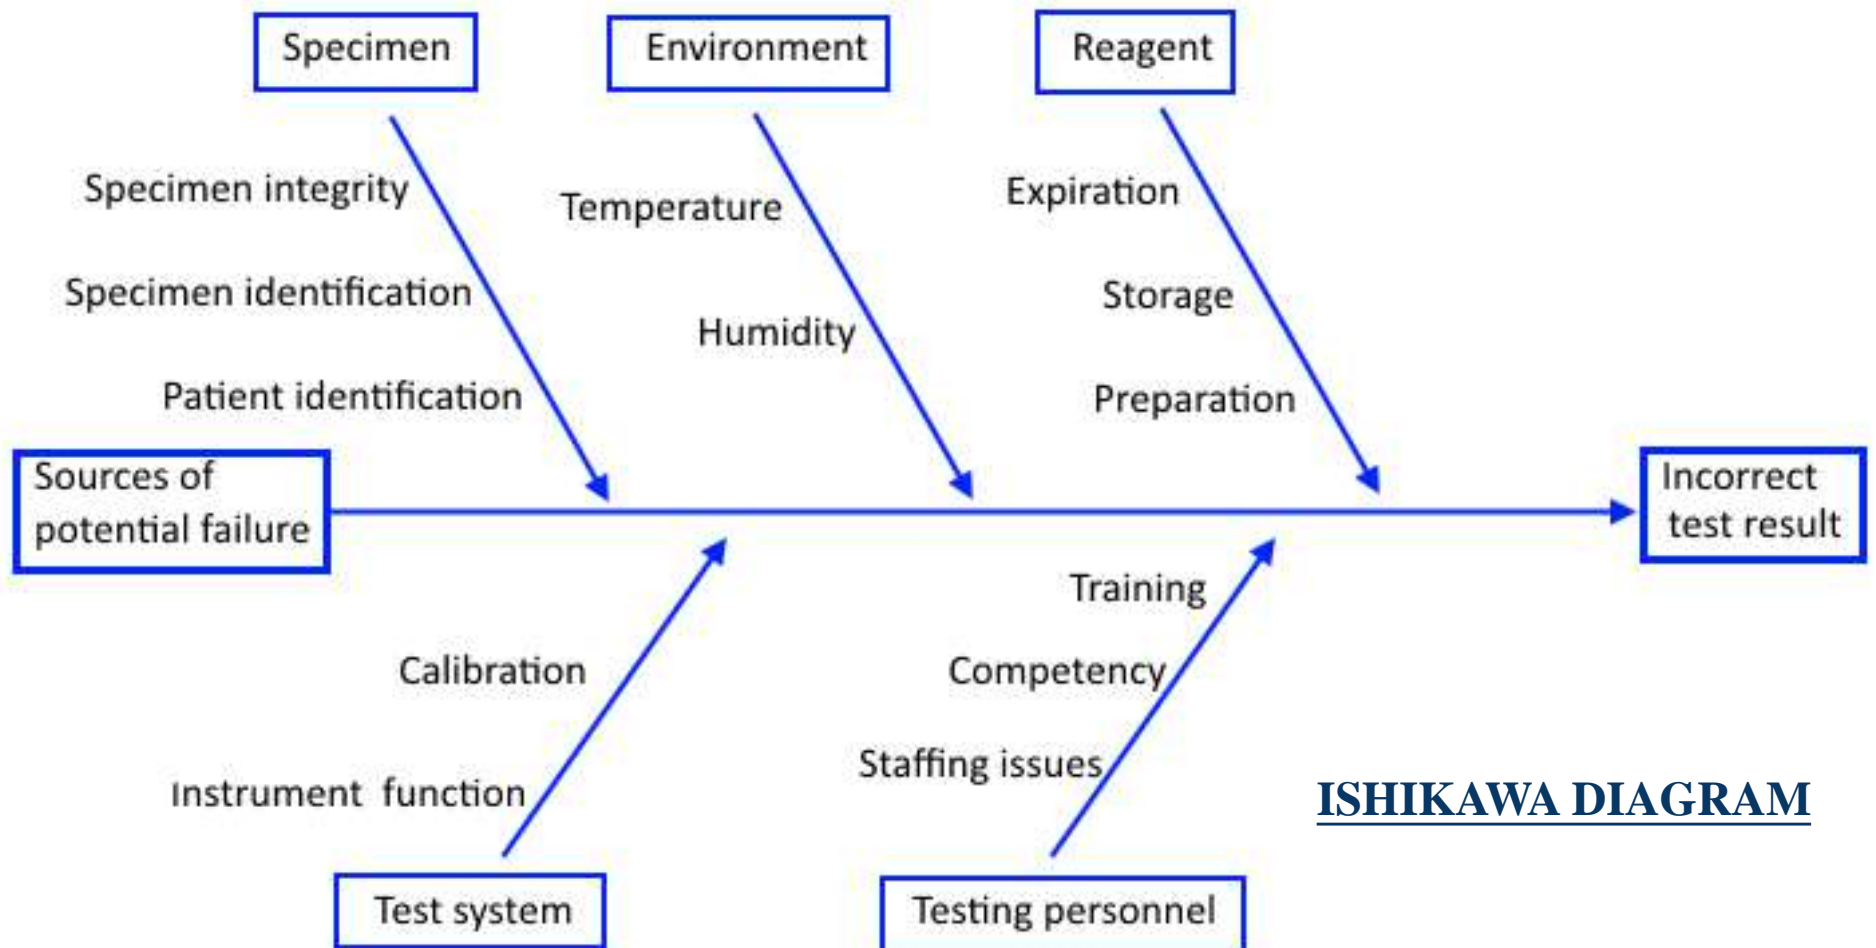 Specimen
Environment
Reagent
Specimen integrity
Specimen identification
Patient identification
Temperature
Humidity
Expiration
Storage
Preparation
Sources of
potential failure
Incorrect
test result
Calibration
Instrument function
Training
Competency
Staffing issues
Test system
Testing personnel
ISHIKAWA DIAGRAM